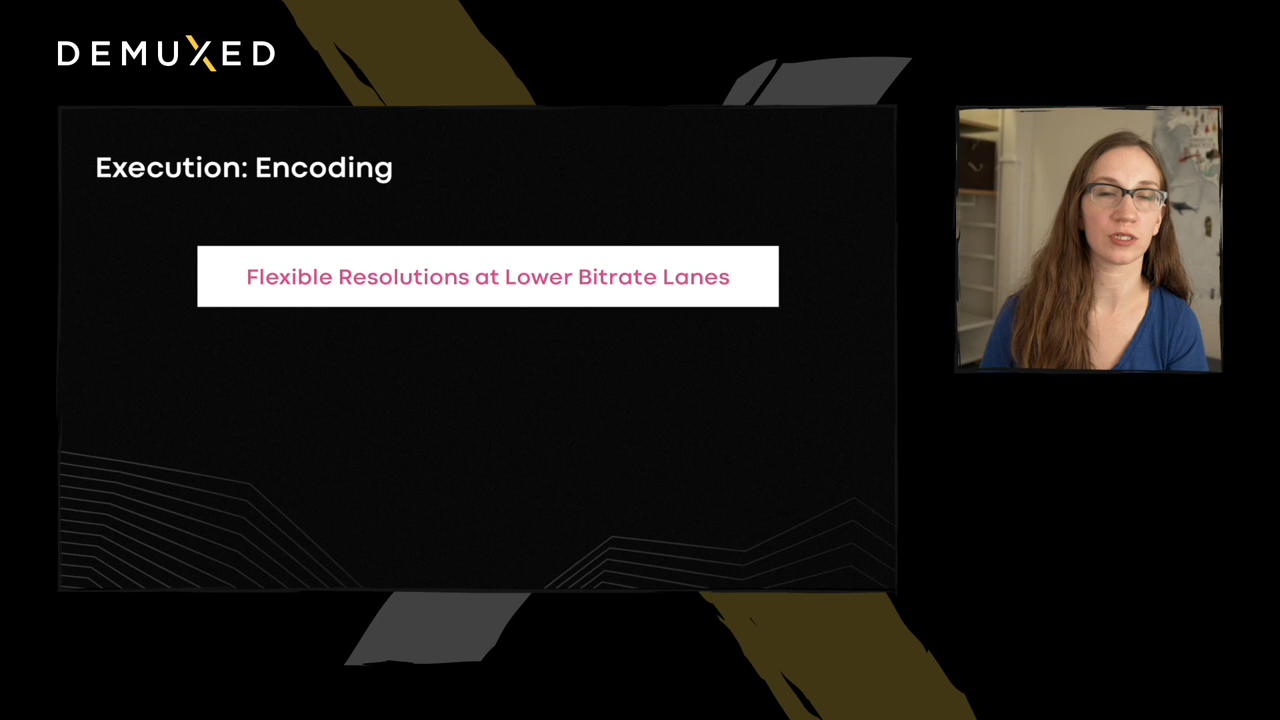 DEMUXED
Execution: Encoding
Flexible Resolutions at Lower Bitrate Lanes